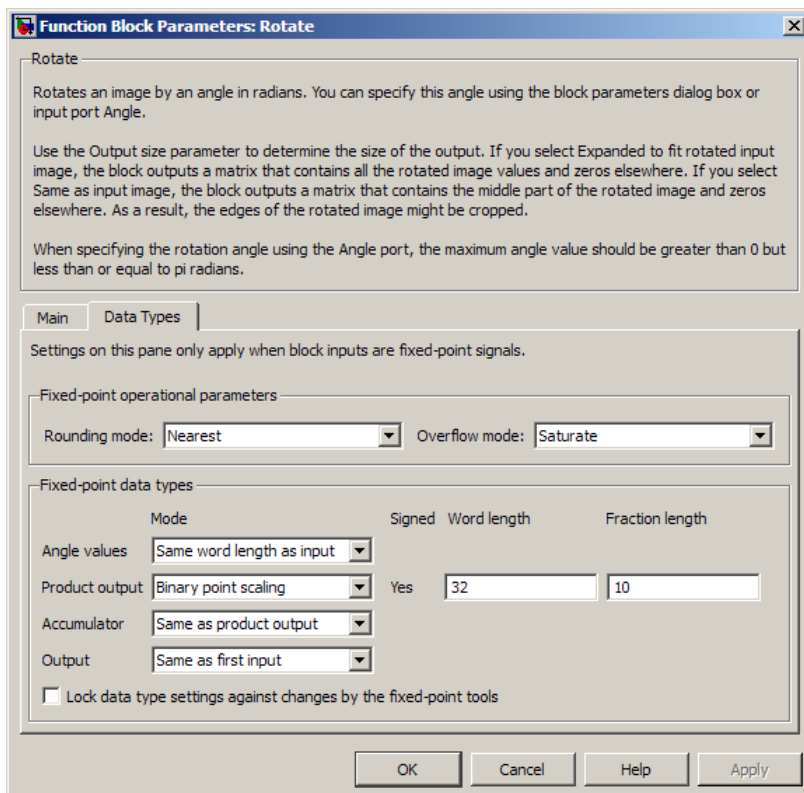 Function Block Parameters: Rotate
Rotate
Rotates an image by an angle in radians. You can specify this angle using the block parameters dialog box or
input port Angle.
Use the Output size parameter to determine the size of the output. If you select Expanded to fit rotated input
image, the block outputs a matrix that contains all the rotated image values and zeros elsewhere. If you select
Same as input image, the block outputs a matrix that contains the middle part of the rotated image and zeros
elsewhere. As a result, the edges of the rotated image might be cropped.
When specifying the rotation angle using the Angle port, the maximum angle value should be greater than 0 but
less than or equal to pi radians.
Main Data Types
Settings on this pane only apply when block inputs are fixed-point signals.
Fixed-point operational parameters
Rounding mode: Nearest Overflow mode: Saturate
Fixed-point data types
Mode Signed Word length Fraction length
Angle values Same word length as input
Product output Binary point scaling Yes 32 10
Accumulator Same as product output
Output Same as first input
Lock data type settings against changes by the fixed-point tools
OK Cancel Help Apply